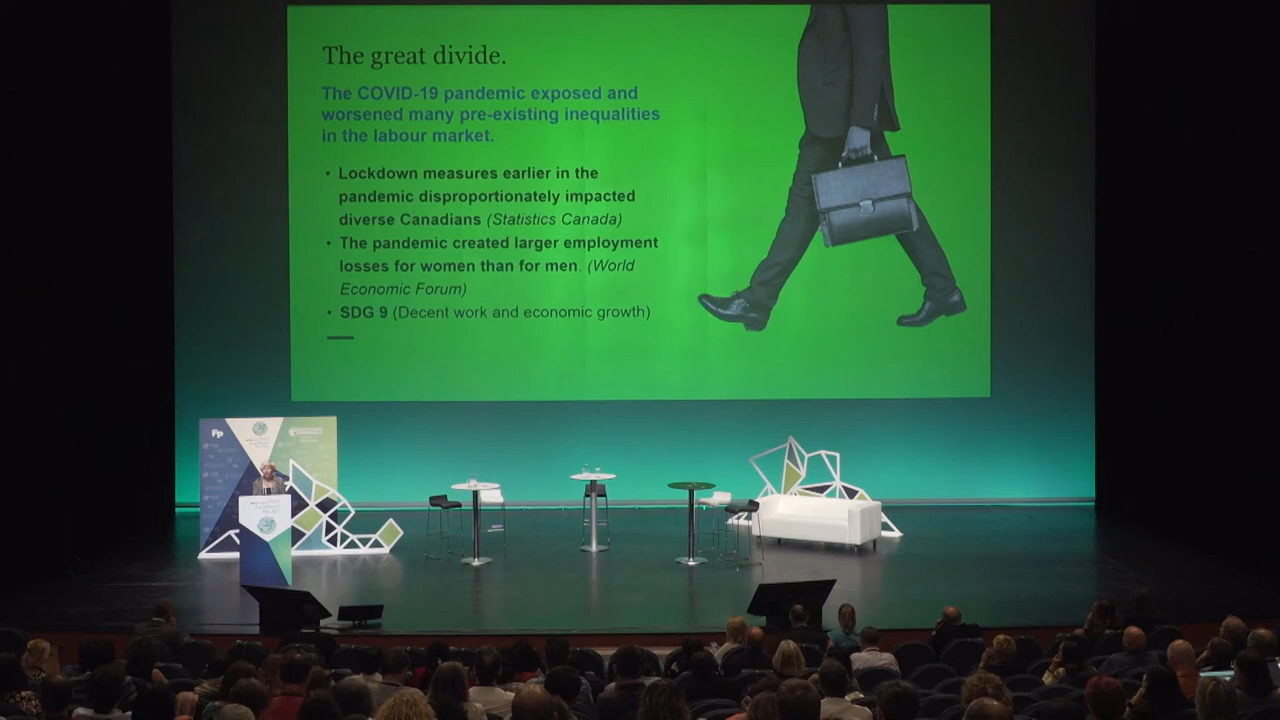 The great divide.
The COVID-19 pandemic exposed and
worsened many pre-existing inequalities
in the labour market.
• Lockdown measures earlier in the
pandemic disproportionately impacted
diverse Canadians (Statistics Canada)
• The pandemic created larger employment
losses for women than for men. (World
Economic Forum)
• SDG 9 (Decent work and economic growth)
Fp